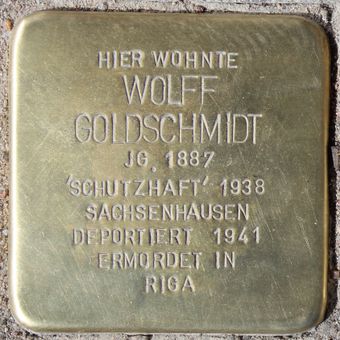 HIER WOHNTE
WOLFF
GOLDSCHMIDT
JG. 1887
'SCHUTZHAFT' 1938
SACHSENHAUSEN
DEPORTIERT 1941
ERMORDET IN
RIGA